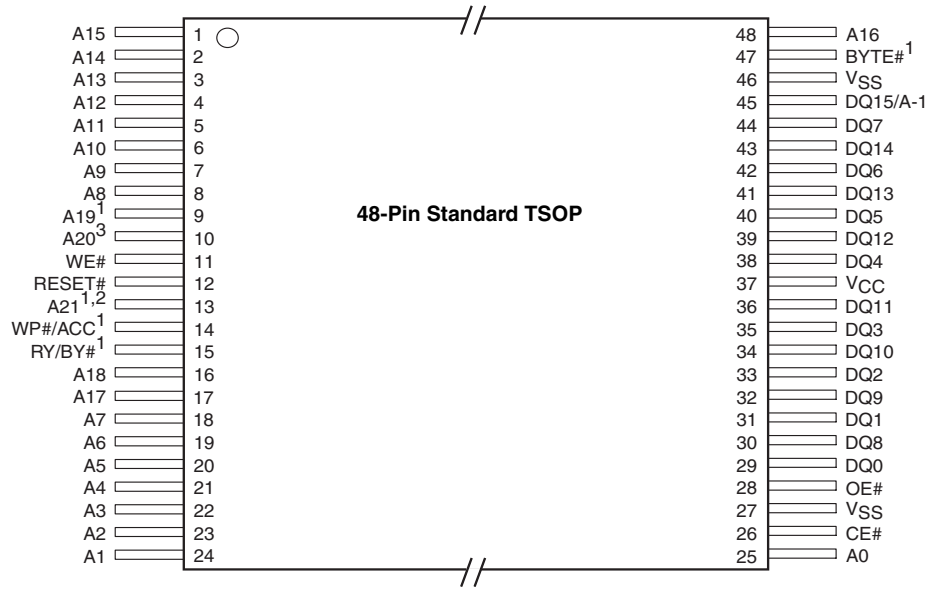 A15 1 48 A16
A14 2 47 BYTE#1
A13 3 46 VSS
A12 4 45 DQ15/A-1
A11 5 44 DQ7
A10 6 43 DQ14
A9 7 42 DQ6
A8 8 41 DQ13
A191 9 48-Pin Standard TSOP 40 DQ5
A203 10 39 DQ12
WE# 11 38 DQ4
RESET# 12 37 VCC
A211,2 13 36 DQ11
WP#/ACC1 14 35 DQ3
RY/BY#1 15 34 DQ10
A18 16 33 DQ2
A17 17 32 DQ9
A7 18 31 DQ1
A6 19 30 DQ8
A5 20 29 DQ0
A4 21 28 OE#
A3 22 27 VSS
A2 23 26 CE#
A1 24 25 A0